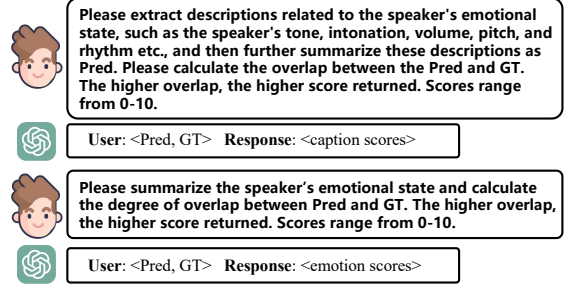 Please extract descriptions related to the speaker's emotional
state, such as the speaker's tone, intonation, volume, pitch, and
rhythm etc., and then further summarize these descriptions as
Pred. Please calculate the overlap between the Pred and GT.
The higher overlap, the higher score returned. Scores range
from 0-10.
User: <Pred, GT> Response: <caption scores>
Please summarize the speaker's emotional state and calculate
the degree of overlap between Pred and GT. The higher overlap,
the higher score returned. Scores range from 0-10.
User: <Pred, GT> Response: <emotion scores>